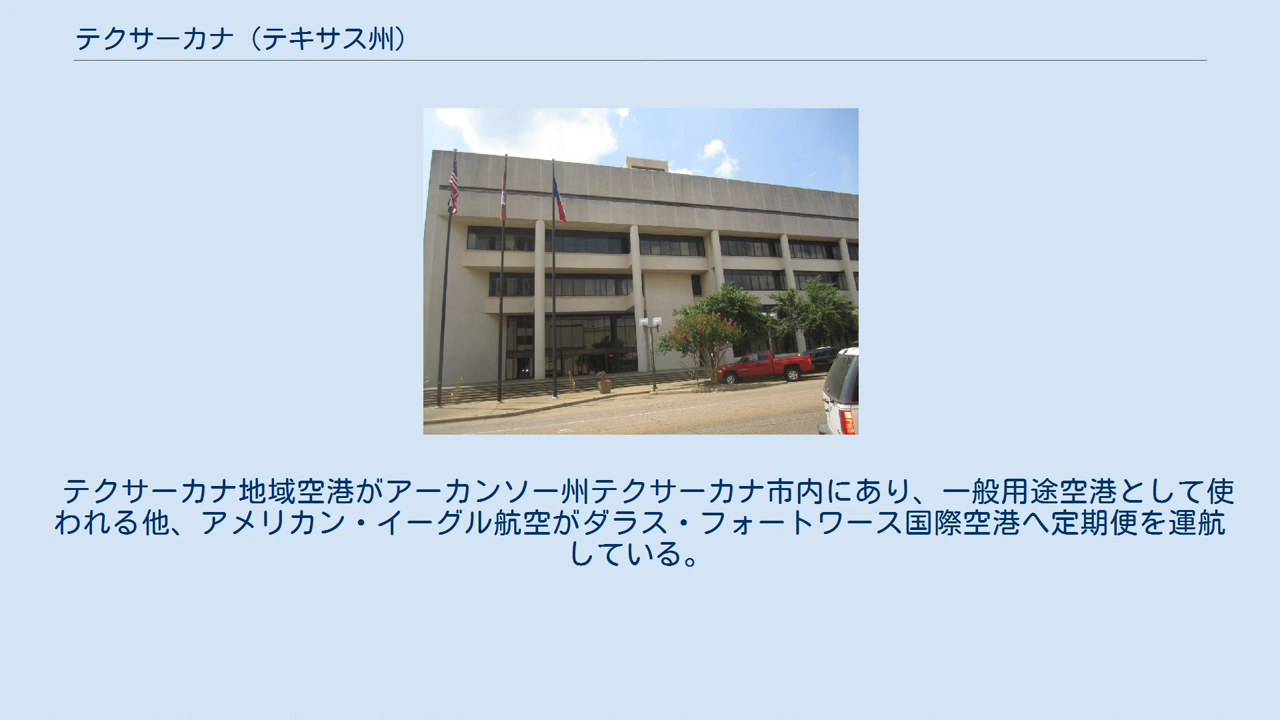 テクサーカナ（テキサス州）
テクサーカナ地域空港がアーカンソー州テクサーカナ市内にあり、一般用途空港として使
われる他、アメリカン・イーグル航空がダラス・フォートワース国際空港へ定期便を運航
している。